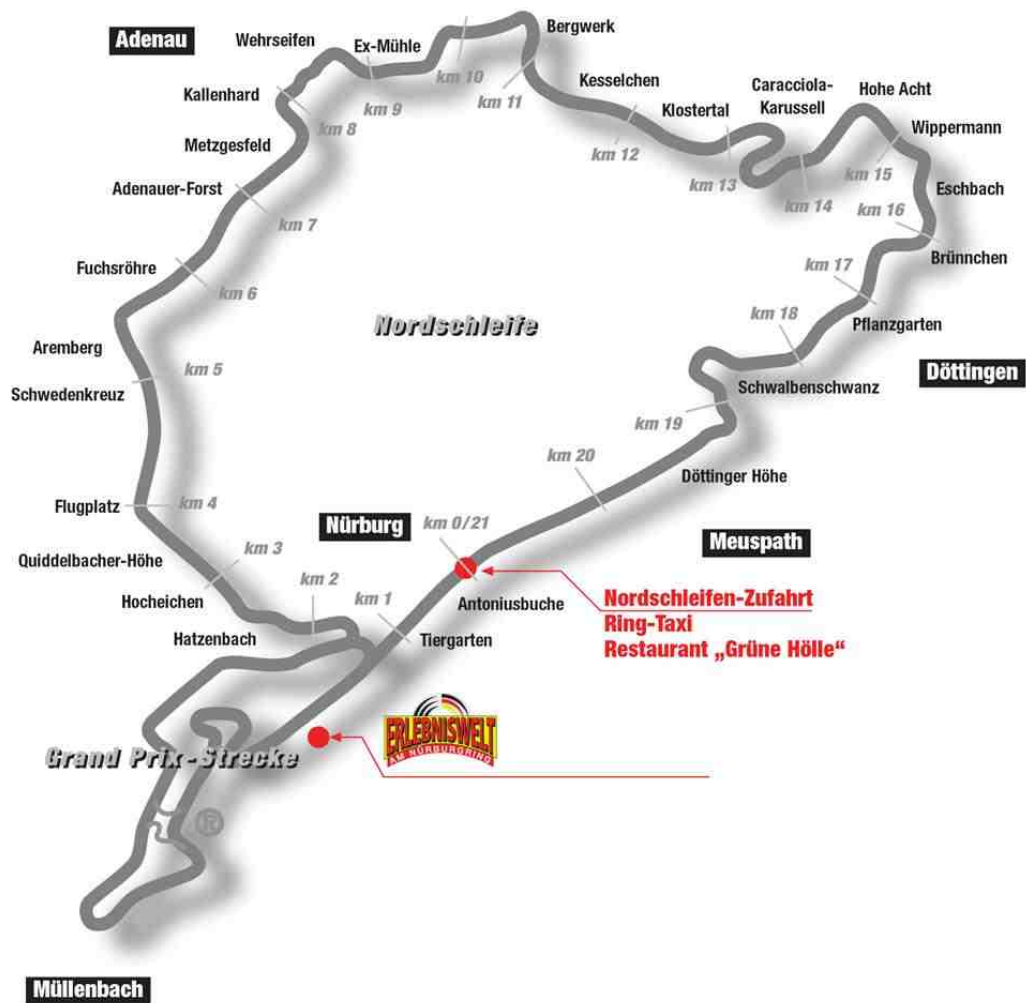 Adenau
Wehrseifen
Ex-Mühle
Bergwerk
Kallenhard
km 10
km 9
km 11
Kesselchen
Caracciola-
Karussell
Hohe Acht
km 8
Klostertal
Wippermann
Metzgesfeld
km 12
km 13
km 14
km 15
Eschbach
Adenauer-Forst
km 7
km 16
Brünnchen
Fuchsröhre
km 6
km 17
km 18
Pflanzgarten
Nordschleife
Aremberg
km 5
Döttingen
Schwedenkreuz
Schwalbenschwanz
km 19
km 20
Döttinger Höhe
Flugplatz
km 4
Nürburg
km 0/21
Meuspath
Quiddelbacher-Höhe
km 3
km 2
km 1
Hocheichen
Antoniusbuche
Nordschleifen-Zufahrt
Ring-Taxi
Restaurant „Grüne Hölle“
Hatzenbach
Tiergarten
ERLEBNISWELT
AM NÜRBURGRING
Grand Prix-Strecke
Müllenbach